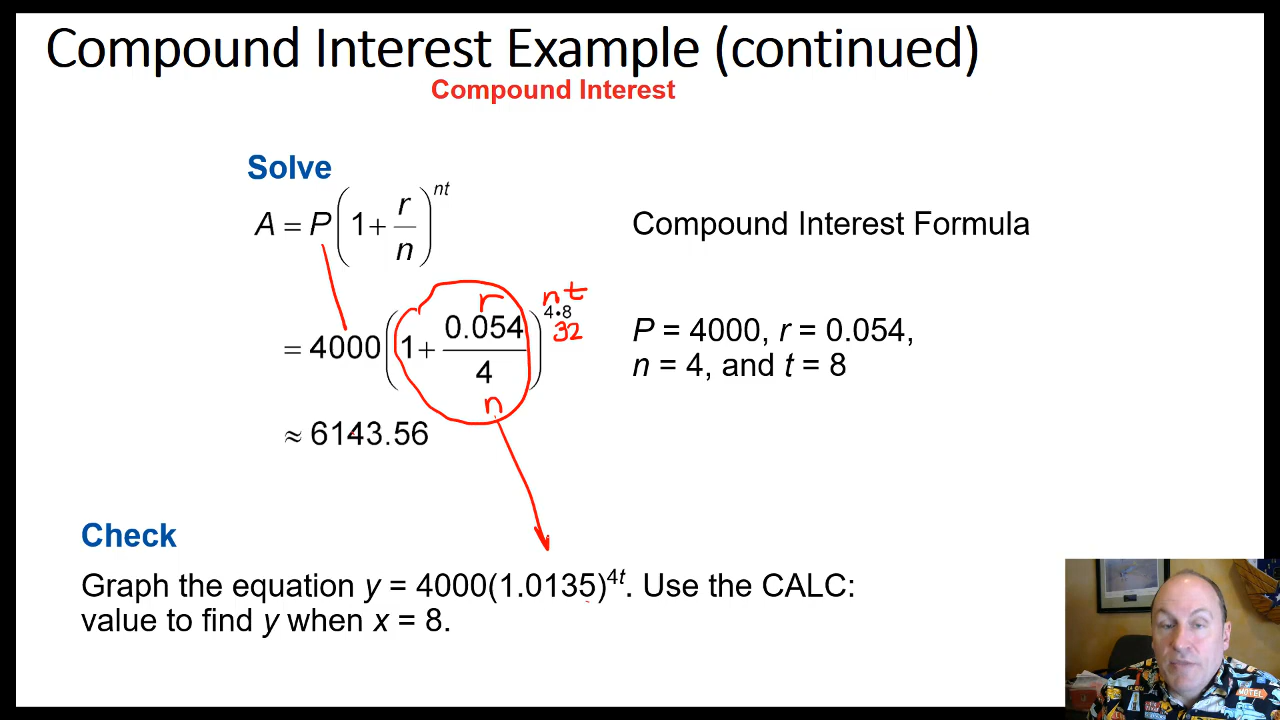 Compound Interest Example (continued)
Compound Interest
Solve
A = P(1 + r/n)^nt Compound Interest Formula
r n t
= 4000(1 + 0.054/4)^4•8 P = 4000, r = 0.054,
32
n = 4, and t = 8
n
≈ 6143.56
Check
Graph the equation y = 4000(1.0135)^4t. Use the CALC:
value to find y when x = 8.
MOTEL